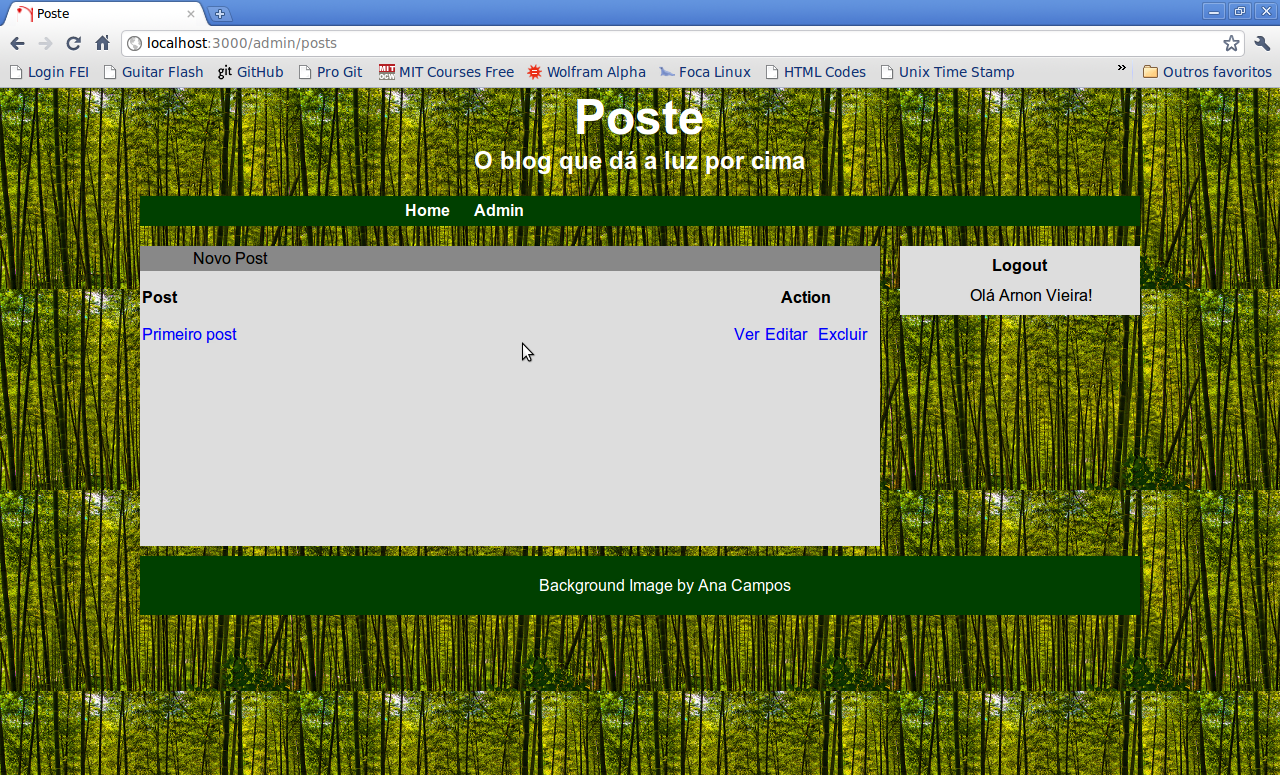 Poste
localhost:3000/admin/posts
Login FEI Guitar Flash git GitHub Pro Git MIT OCW MIT Courses Free Wolfram Alpha Foca Linux HTML Codes Unix Time Stamp » Outros favoritos
Poste
O blog que dá a luz por cima
Home Admin
Novo Post
Logout
Olá Arnon Vieira!
Post Action
Primeiro post Ver Editar Excluir
Background Image by Ana Campos